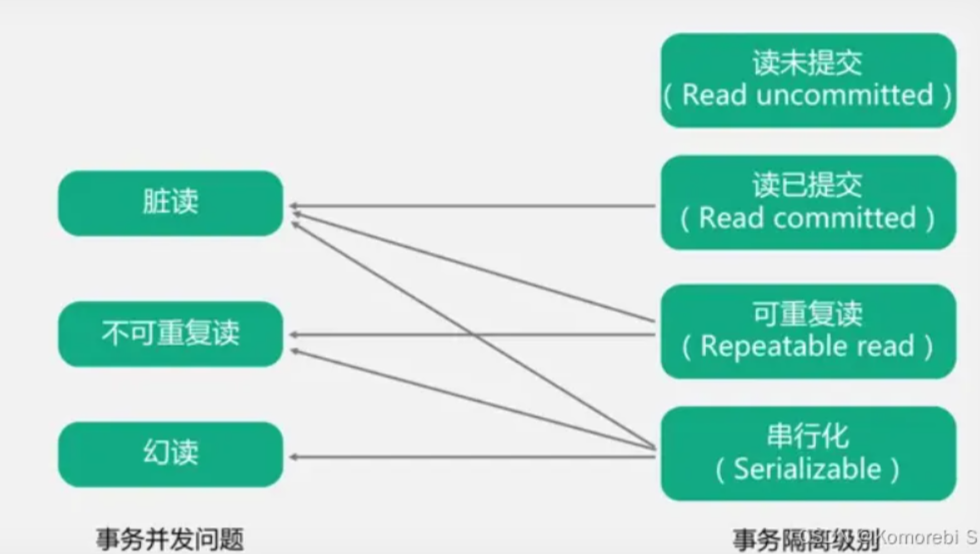 读未提交
（Read uncommitted）
脏读
读已提交
（Read committed）
不可重复读
可重复读
（Repeatable read）
幻读
串行化
（Serializable）
事务并发问题
事务隔离级别
Komorebi S